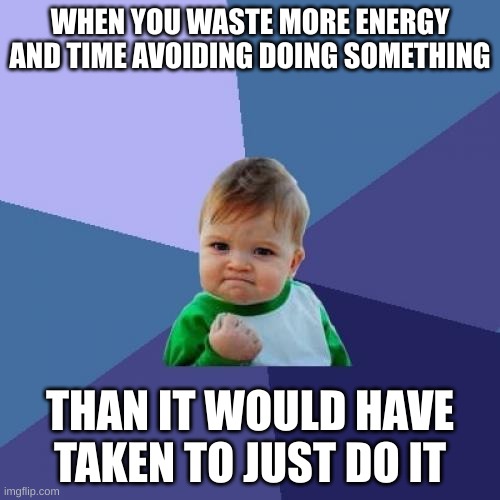 WHEN YOU WASTE MORE ENERGY
AND TIME AVOIDING DOING SOMETHING
THAN IT WOULD HAVE
TAKEN TO JUST DO IT
imgflip.com